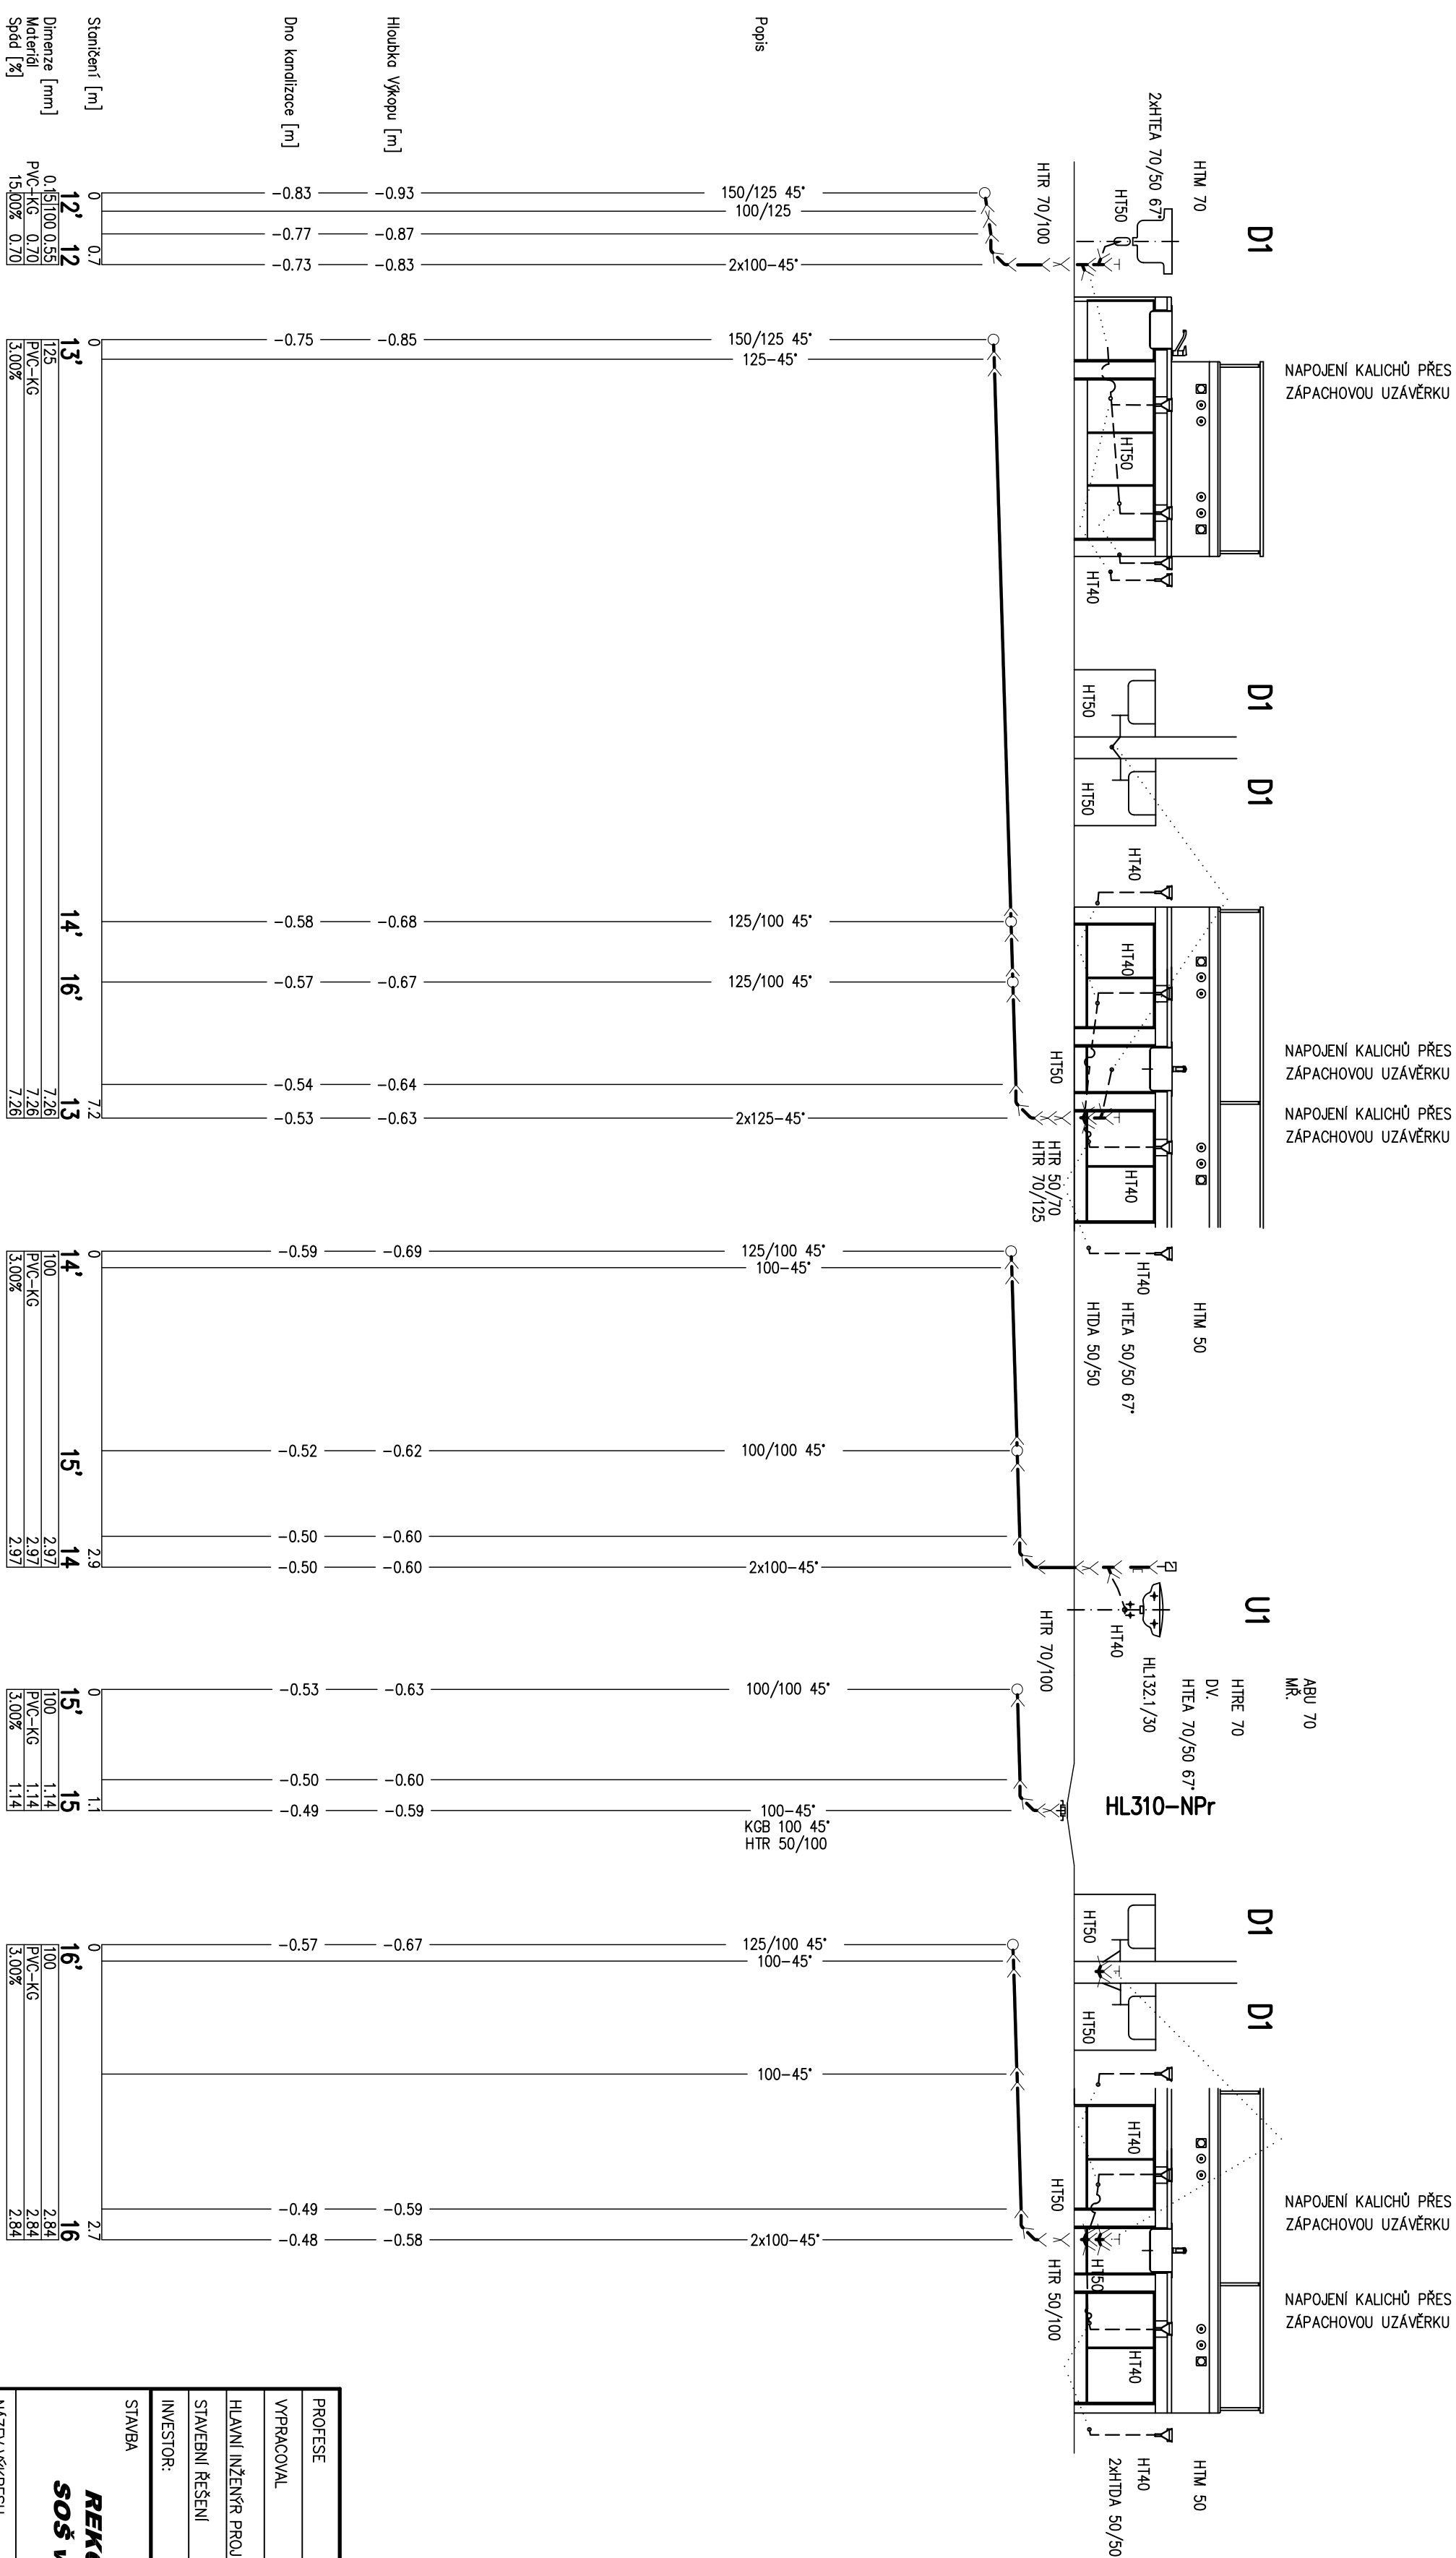 D1
HTM 70
2xHTEA 70/50 67°
HT50
HTR 70/100
NAPOJENÍ KALICHŮ PŘES
ZÁPACHOVOU UZÁVĚRKU
HT50
HT40
D1
D1
HT50
HT50
HT40
HT40
NAPOJENÍ KALICHŮ PŘES
ZÁPACHOVOU UZÁVĚRKU
NAPOJENÍ KALICHŮ PŘES
ZÁPACHOVOU UZÁVĚRKU
HT50
HTR 50/70
HTR 70/125
HT40
HT40
HTM 50
HTEA 50/50 67°
HTDA 50/50
U1
HT40
HTR 70/100
ABU 70
MŘ.
HTRE 70
DV.
HTEA 70/50 67°
HL132.1/30
HL310-NPr
D1
D1
HT50
HT50
HT40
HT50
NAPOJENÍ KALICHŮ PŘES
ZÁPACHOVOU UZÁVĚRKU
HT50
HTR 50/100
NAPOJENÍ KALICHŮ PŘES
ZÁPACHOVOU UZÁVĚRKU
HT40
HTM 50
HT40
2xHTDA 50/50
Popis
150/125 45°
100/125
2x100-45°
150/125 45°
125-45°
125/100 45°
125/100 45°
2x125-45°
125/100 45°
100-45°
100/100 45°
2x100-45°
100/100 45°
100-45°
KGB 100 45°
HTR 50/100
125/100 45°
100-45°
100-45°
2x100-45°
Hloubka Výkopu [m]
-0.93
-0.87
-0.83
-0.85
-0.68
-0.67
-0.64
-0.63
-0.69
-0.62
-0.60
-0.60
-0.63
-0.60
-0.59
-0.67
-0.59
-0.58
Dno kanalizace [m]
-0.83
-0.77
-0.73
-0.75
-0.58
-0.57
-0.54
-0.53
-0.59
-0.52
-0.50
-0.50
-0.53
-0.50
-0.49
-0.57
-0.49
-0.48
Staničení [m]
0 0.7
0 7.2
0 2.9
0 1.1
0 2.7
12' 12
13' 14' 16' 13
14' 15' 14
15' 15
16' 16
Dimenze [mm]
0.15 100 0.55
125 7.26
100 2.97
100 1.14
100 2.84
Materiál
PVC-KG 0.70
PVC-KG 7.26
PVC-KG 2.97
PVC-KG 1.14
PVC-KG 2.84
Spád [%]
15.00% 0.70
3.00% 7.26
3.00% 2.97
3.00% 1.14
3.00% 2.84
PROFESE
VYPRACOVAL
HLAVNÍ INŽENÝR PROJ
STAVEBNÍ ŘEŠENÍ
INVESTOR:
STAVBA
SOŠ